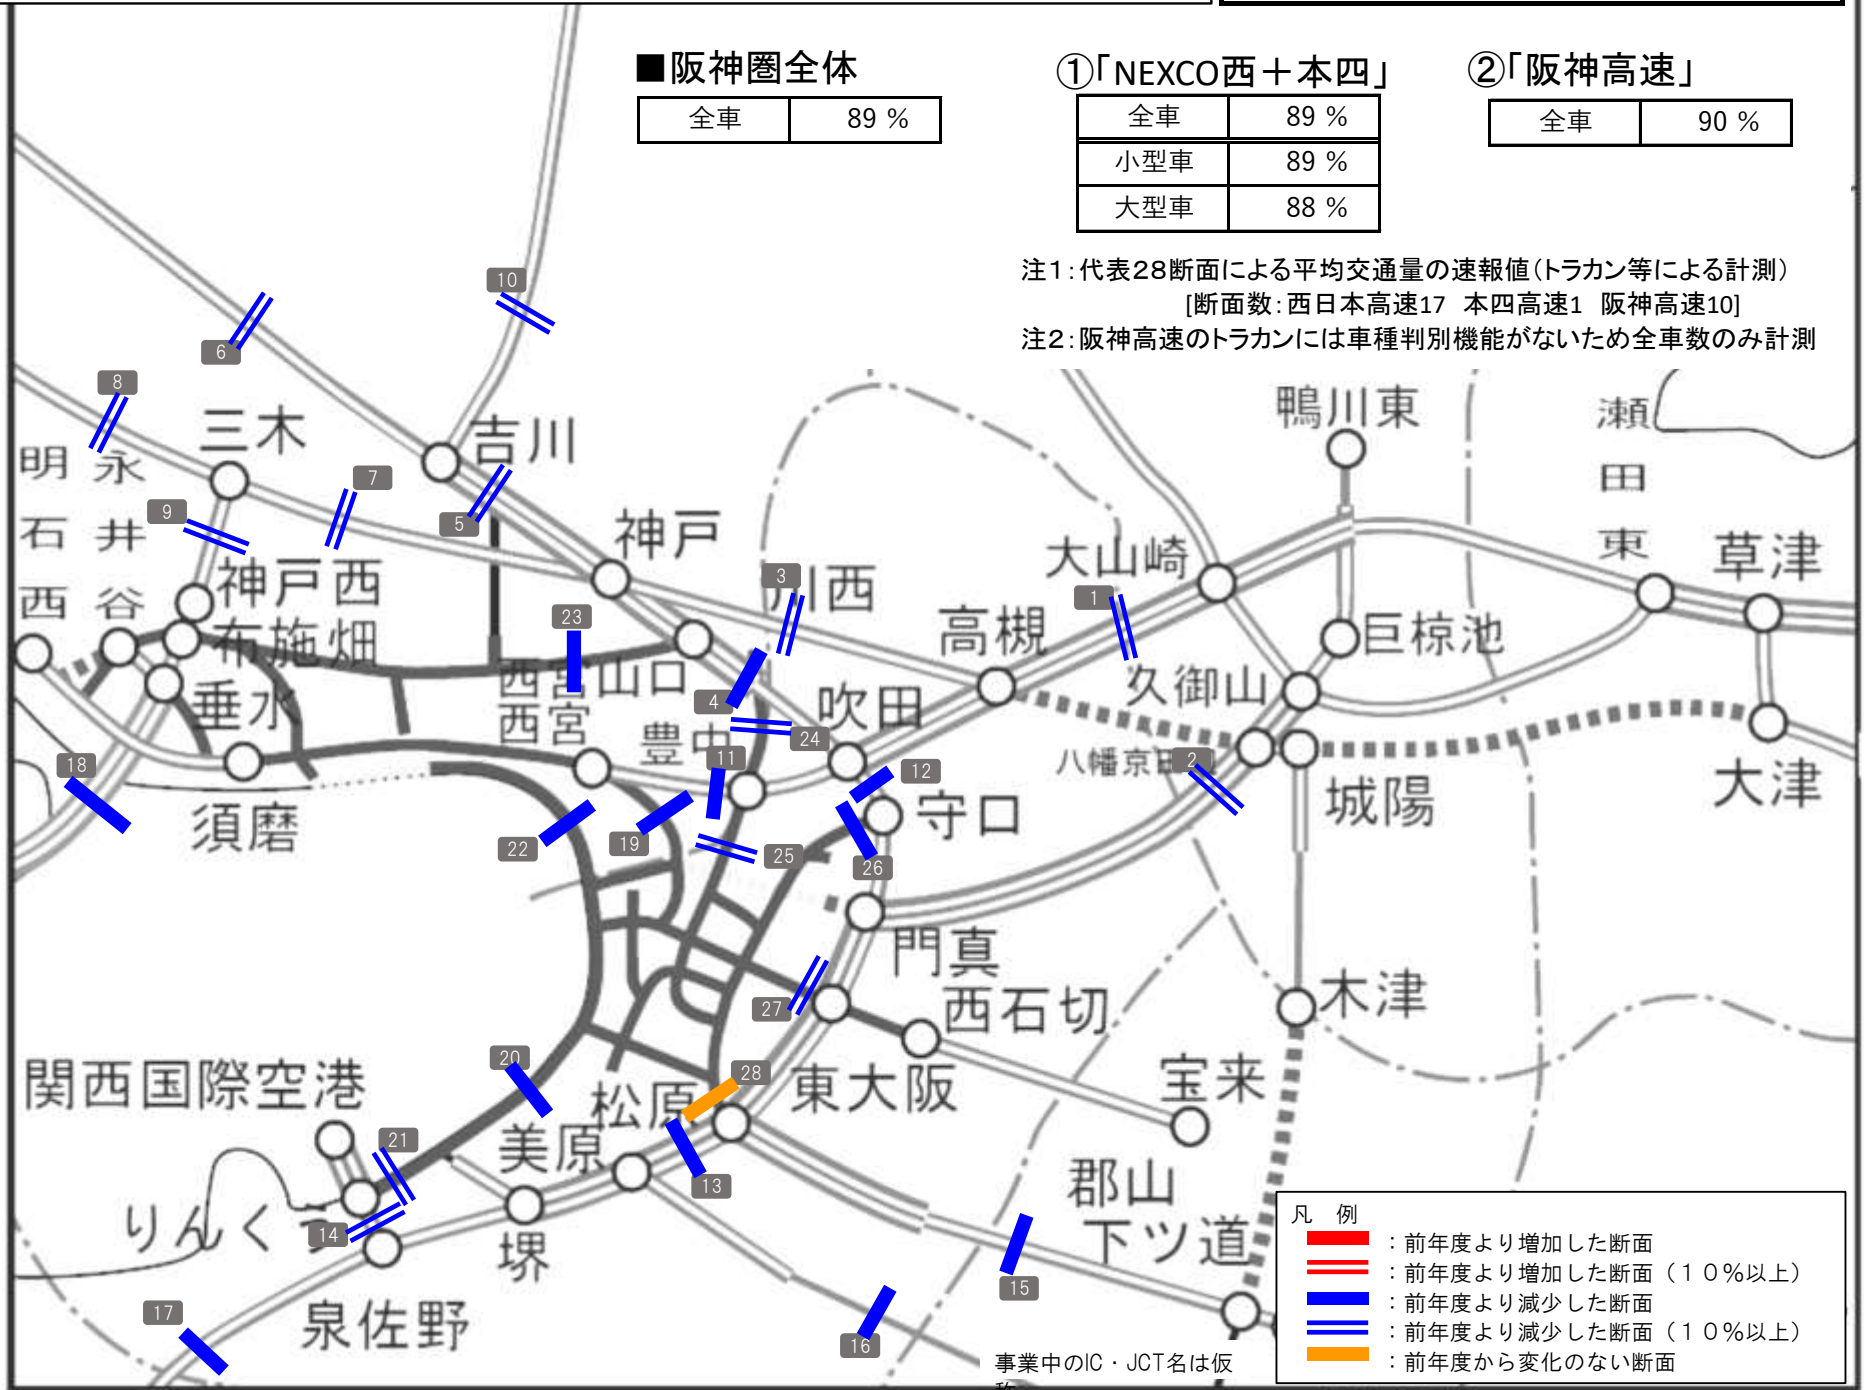 ■阪神圏全体
全車 89 %
①「NEXCO西＋本四」
全車 89 %
小型車 89 %
大型車 88 %
②「阪神高速」
全車 90 %
注1：代表28断面による平均交通量の速報値（トラカン等による計測）
[断面数：西日本高速17 本四高速1 阪神高速10]
注2：阪神高速のトラカンには車種判別機能がないため全車数のみ計測
10
6
8
三木
吉川
鴨川東
瀬田東
明石西
永井谷
7
9
5
神戸
大山崎
草津
神戸西
3
川西
1
高槻
布施畑
23
巨椋池
垂水
西宮山口
4
久御山
西宮
吹田
豊中
24
11
18
12
八幡京田
2
大津
須磨
守口
城陽
22
19
25
26
門真
西石切
木津
27
関西国際空港
20
松原
28
東大阪
宝来
21
美原
13
郡山
下ツ道
りんくう
14
堺
15
17
泉佐野
16
事業中のIC・JCT名は仮
称
凡 例
：前年度より増加した断面
：前年度より増加した断面（１０％以上）
：前年度より減少した断面
：前年度より減少した断面（１０％以上）
：前年度から変化のない断面